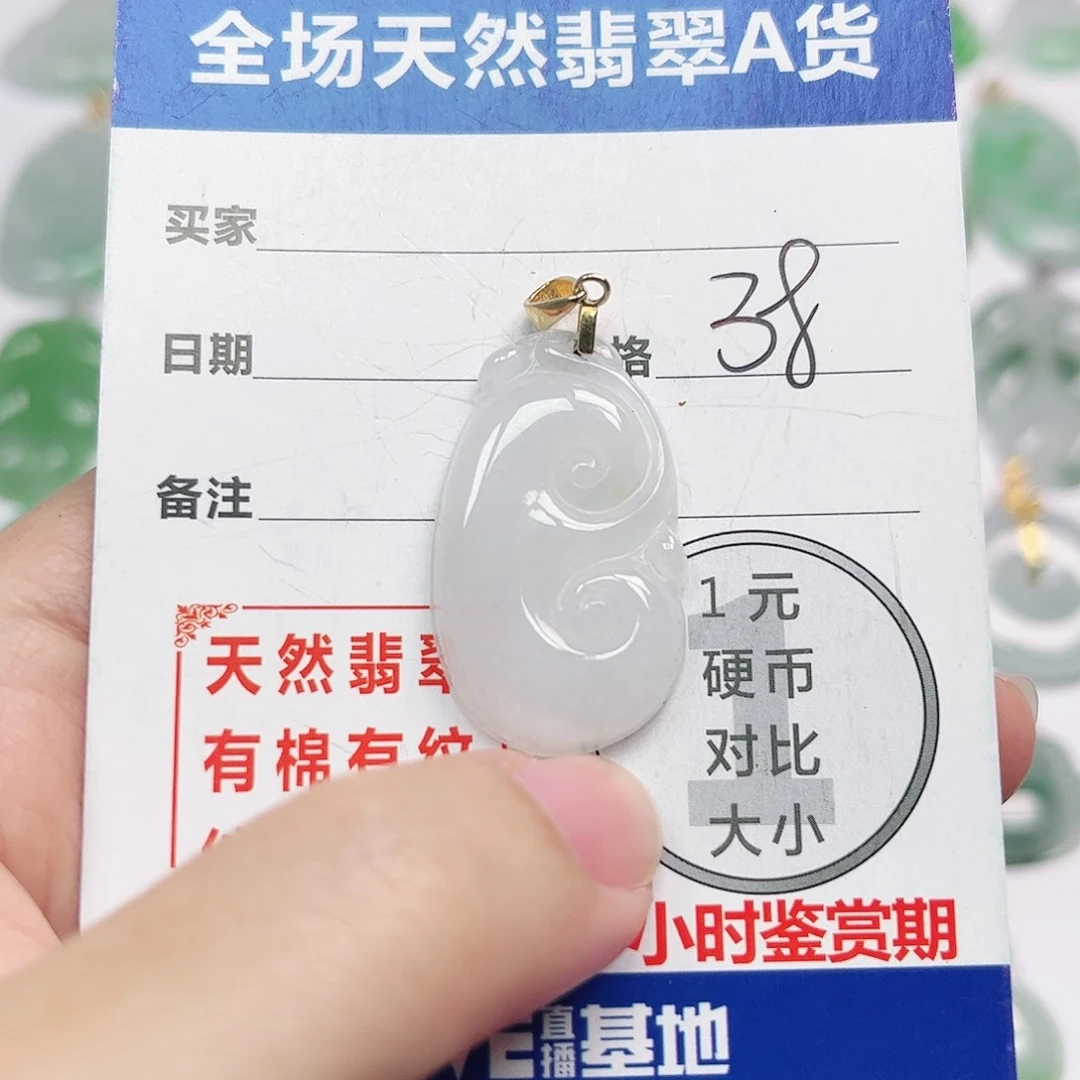 全场天然翡翠A货
买家
格 38
日期
备注
天然翡翠
有棉有纹
1元
硬币
对比
大小
小时鉴赏期
直播基地